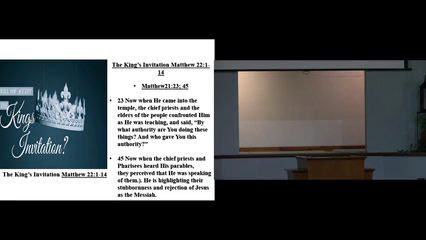 King's
Invitation?
The King's Invitation Matthew 22:1-14
The King's Invitation Matthew 22:1-
14
• Matthew21:23; 45
• 23 Now when He came into the
temple, the chief priests and the
elders of the people confronted Him
as He was teaching, and said, “By
what authority are You doing these
things? And who gave You this
authority?”
• 45 Now when the chief priests and
Pharisees heard His parables,
they perceived that He was speaking
of them.). He is highlighting their
stubbornness and rejection of Jesus
as the Messiah.